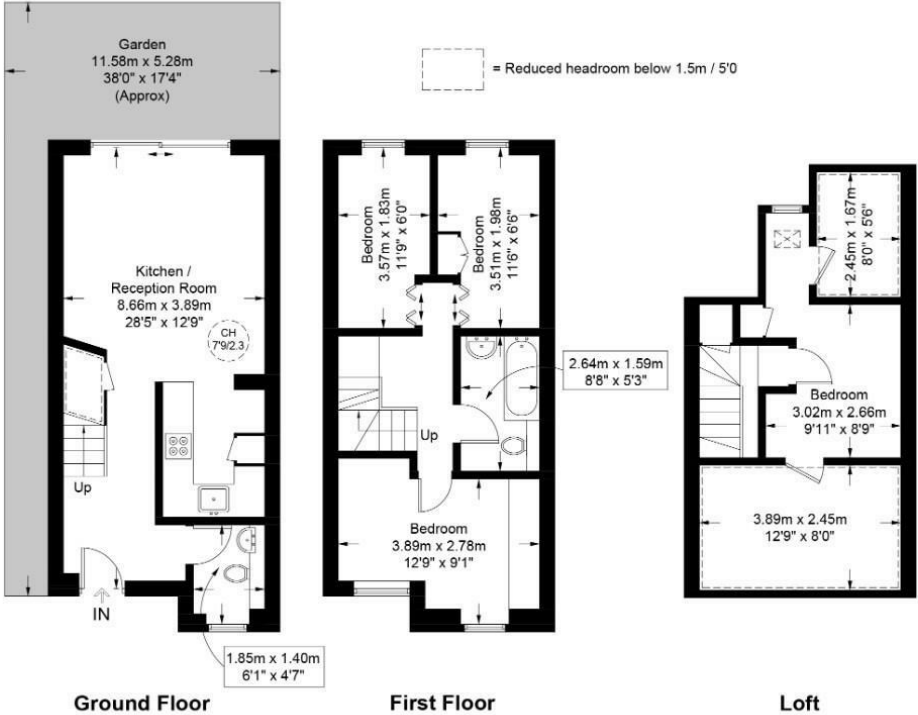 Garden
11.58m x 5.28m
38'0" x 17'4"
(Approx)
= Reduced headroom below 1.5m / 5'0
Kitchen /
Reception Room
8.66m x 3.89m
28'5" x 12'9"
CH
7'9/2.3
Up
IN
1.85m x 1.40m
6'1" x 4'7"
Ground Floor
Bedroom
3.57m x 1.83m
11'9" x 6'0"
Bedroom
3.51m x 1.98m
11'6" x 6'6"
2.64m x 1.59m
8'8" x 5'3"
Up
Bedroom
3.89m x 2.78m
12'9" x 9'1"
First Floor
2.45m x 1.67m
8'0" x 5'6"
Bedroom
3.02m x 2.66m
9'11" x 8'9"
3.89m x 2.45m
12'9" x 8'0"
Loft